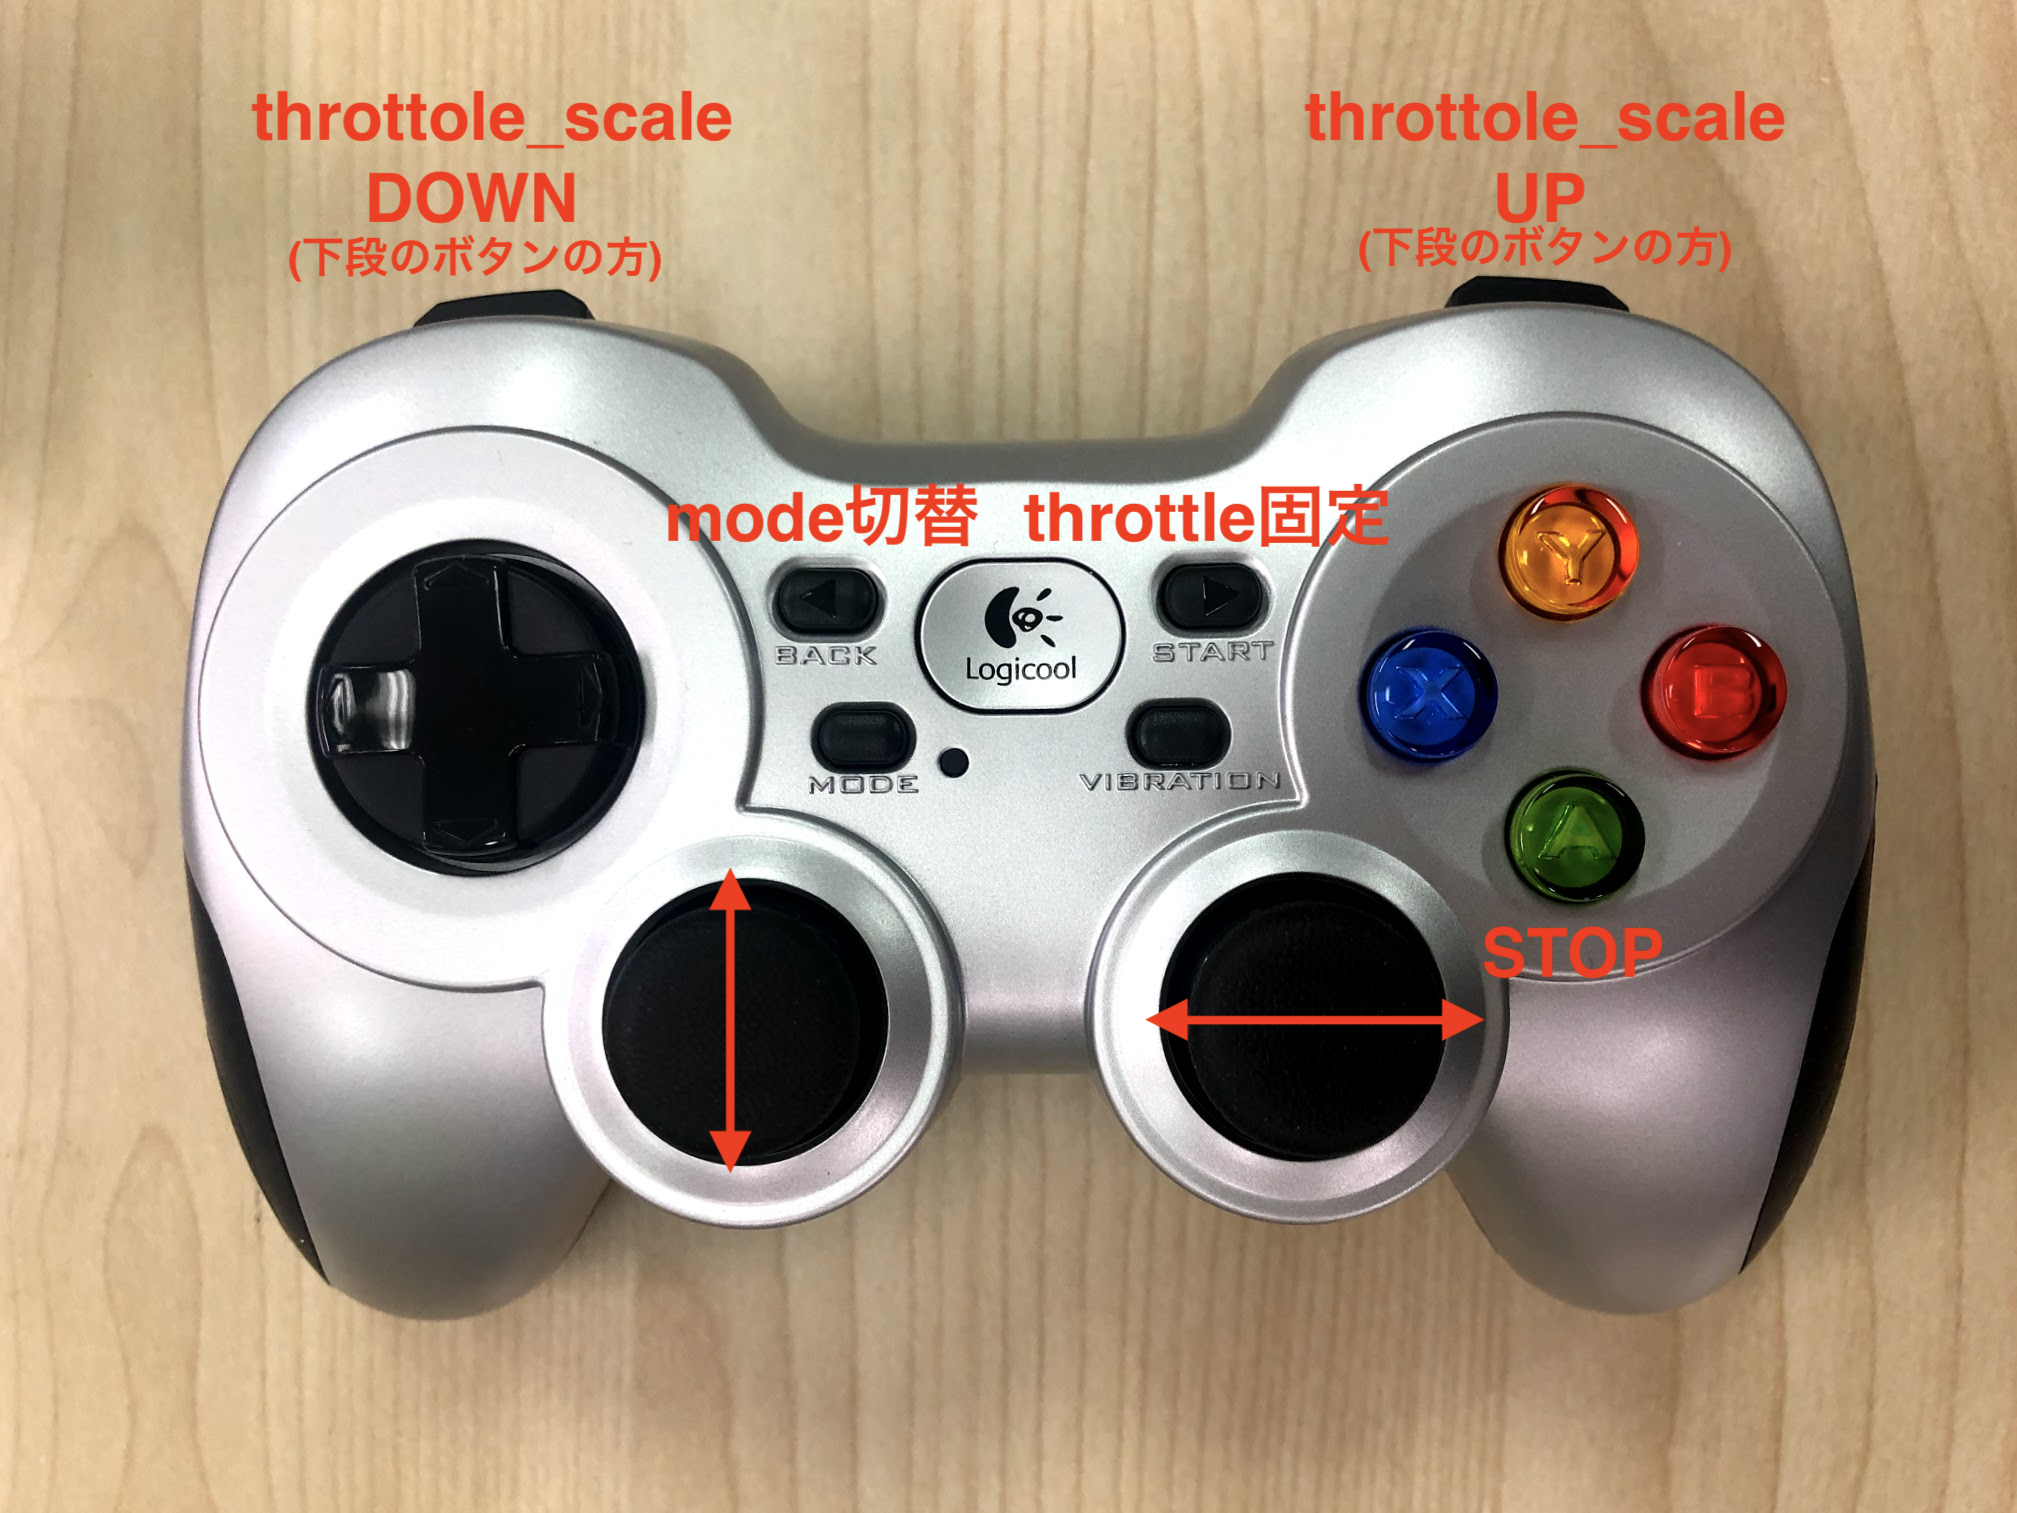 throttole_scale
DOWN
(下段のボタンの方)
throttole_scale
UP
(下段のボタンの方)
mode切替
throttle固定
Logicool
BACK
START
MODE
VIBRATION
Y
X
B
A
STOP